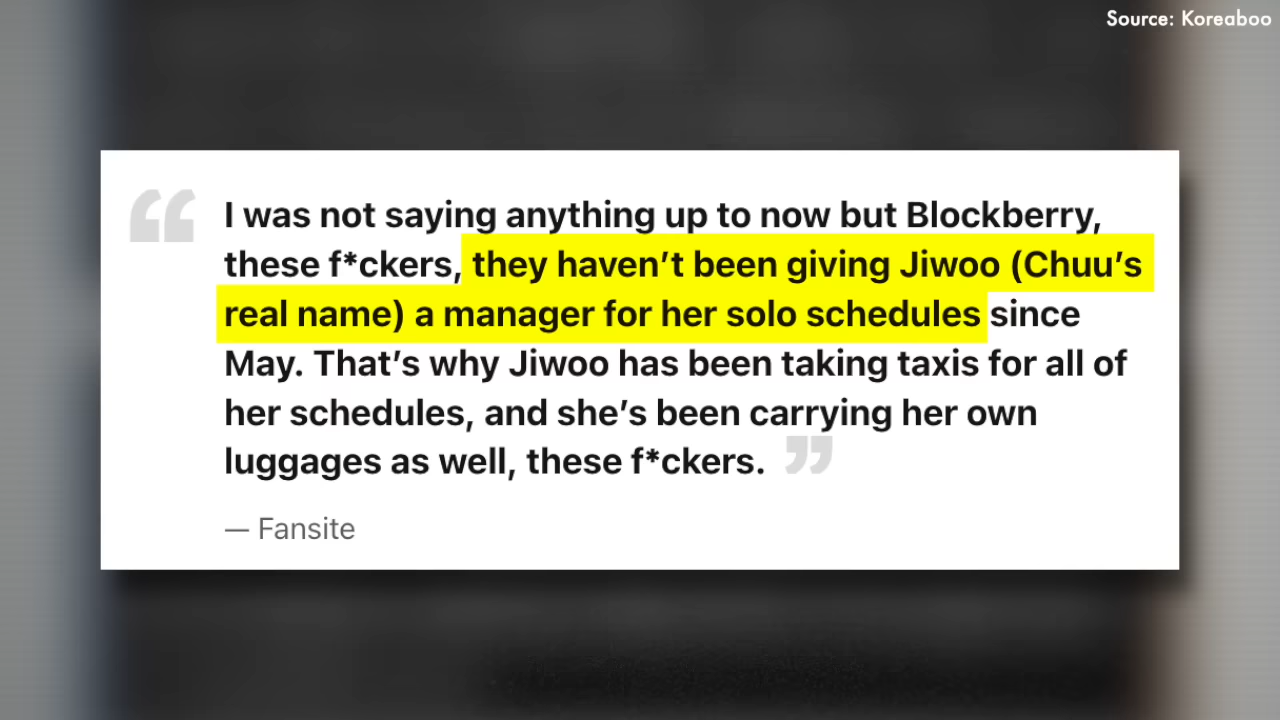 Source: Koreaboo
“
I was not saying anything up to now but Blockberry,
these f*ckers, they haven’t been giving Jiwoo (Chuu’s
real name) a manager for her solo schedules since
May. That’s why Jiwoo has been taking taxis for all of
her schedules, and she’s been carrying her own
luggages as well, these f*ckers. ”
— Fansite